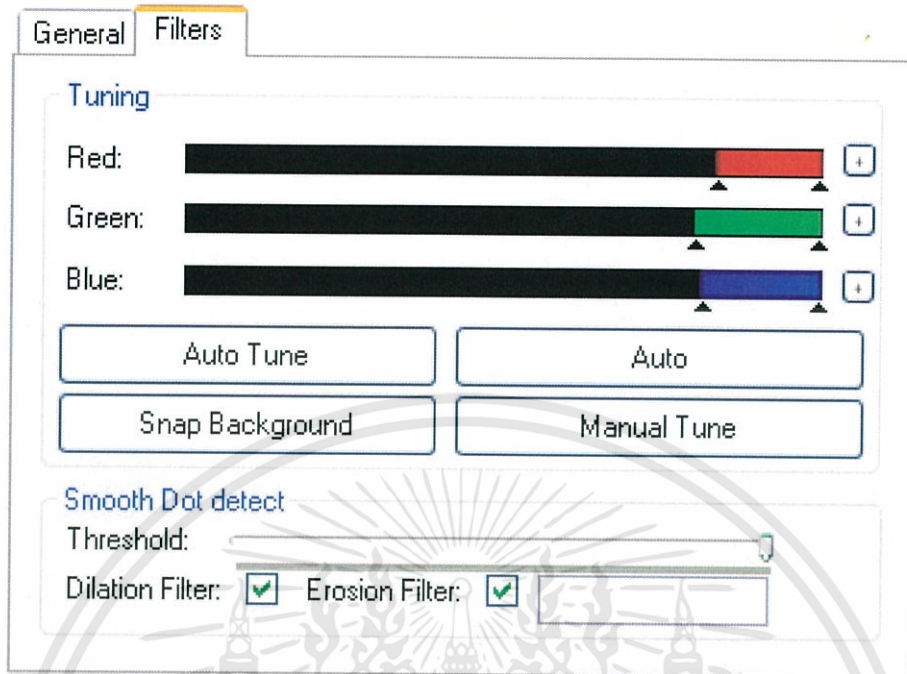 General Filters
Tuning
Red:
+
Green:
+
Blue:
+
Auto Tune Auto
Snap Background Manual Tune
Smooth Dot detect
Threshold:
Dilation Filter: Erosion Filter: